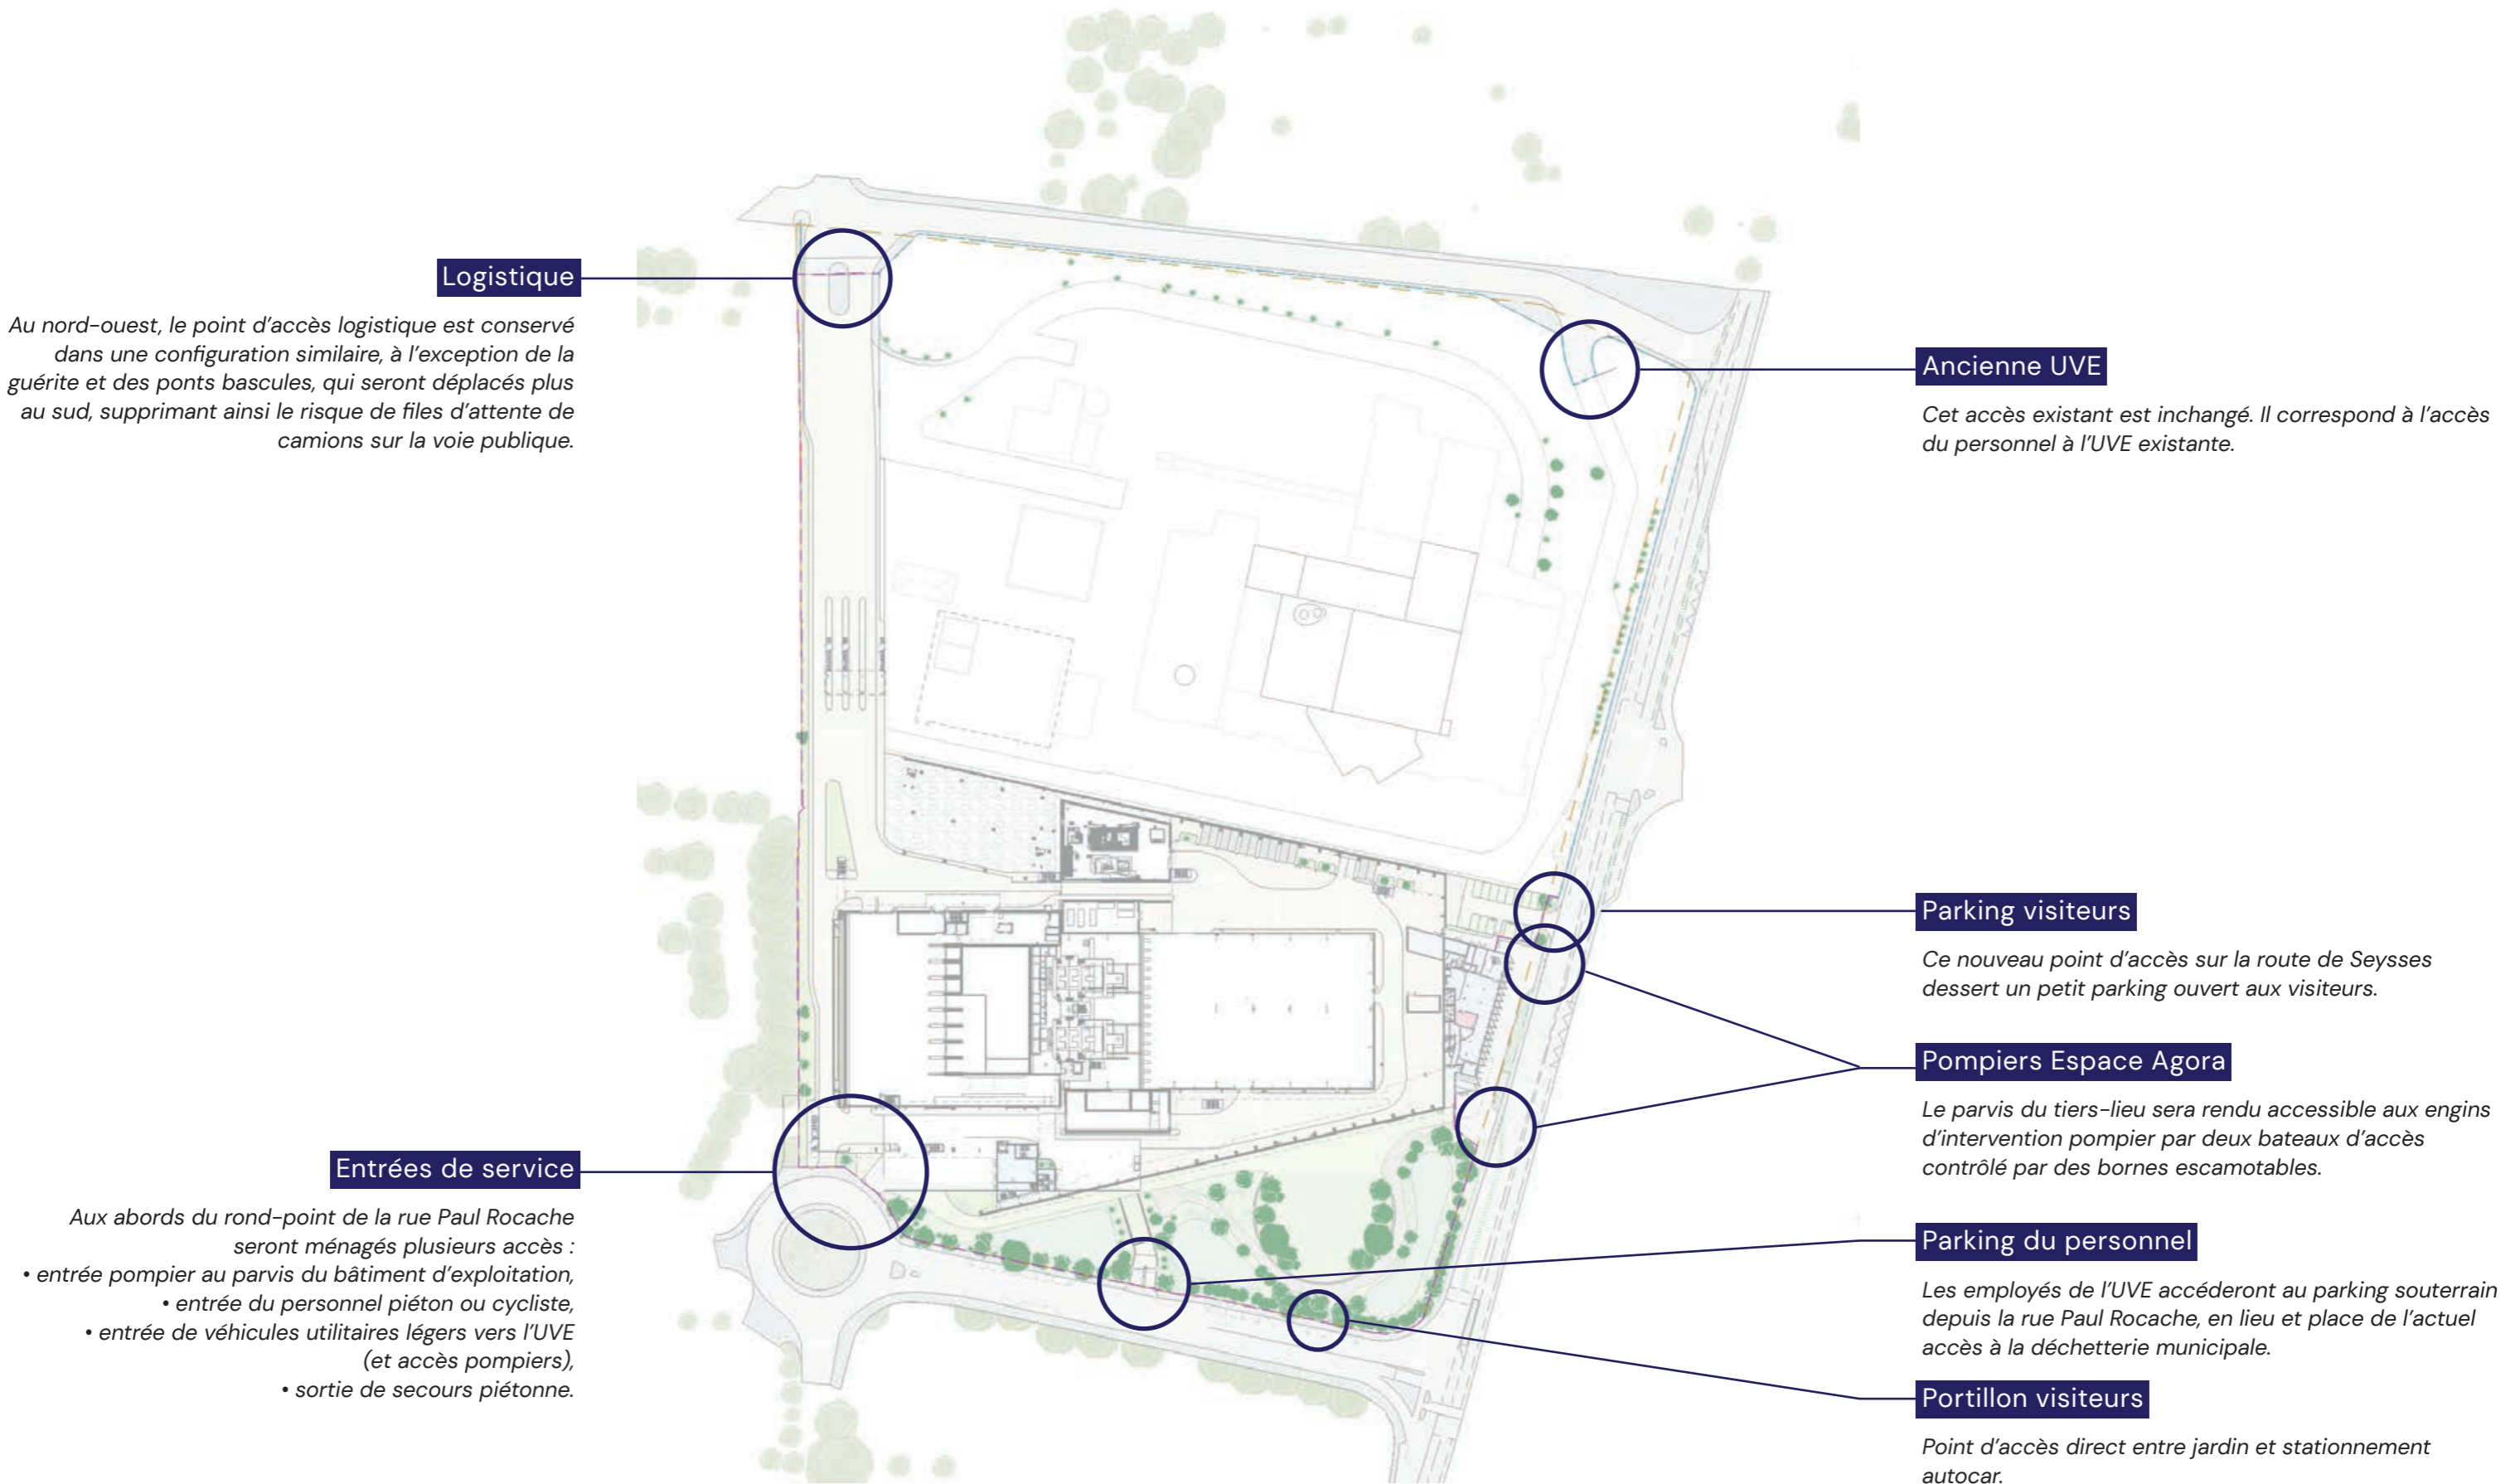 Logistique
Au nord-ouest, le point d’accès logistique est conservé
dans une configuration similaire, à l’exception de la
guérite et des ponts bascules, qui seront déplacés plus
au sud, supprimant ainsi le risque de files d’attente de
camions sur la voie publique.
Entrées de service
Aux abords du rond-point de la rue Paul Rocache
seront ménagés plusieurs accès :
• entrée pompier au parvis du bâtiment d’exploitation,
• entrée du personnel piéton ou cycliste,
• entrée de véhicules utilitaires légers vers l’UVE
(et accès pompiers),
• sortie de secours piétonne.
Ancienne UVE
Cet accès existant est inchangé. Il correspond à l’accès
du personnel à l’UVE existante.
Parking visiteurs
Ce nouveau point d’accès sur la route de Seysses
dessert un petit parking ouvert aux visiteurs.
Pompiers Espace Agora
Le parvis du tiers-lieu sera rendu accessible aux engins
d’intervention pompier par deux bateaux d’accès
contrôlé par des bornes escamotables.
Parking du personnel
Les employés de l’UVE accéderont au parking souterrain
depuis la rue Paul Rocache, en lieu et place de l’actuel
accès à la déchetterie municipale.
Portillon visiteurs
Point d’accès direct entre jardin et stationnement
autocar.